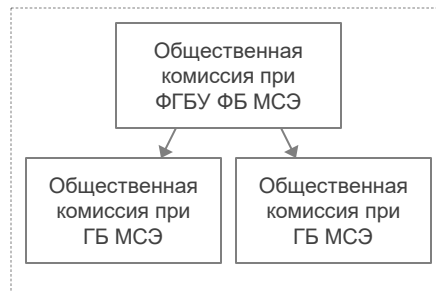 Общественная
комиссия при
ФГБУ ФБ МСЭ
Общественная
комиссия при
ГБ МСЭ
Общественная
комиссия при
ГБ МСЭ